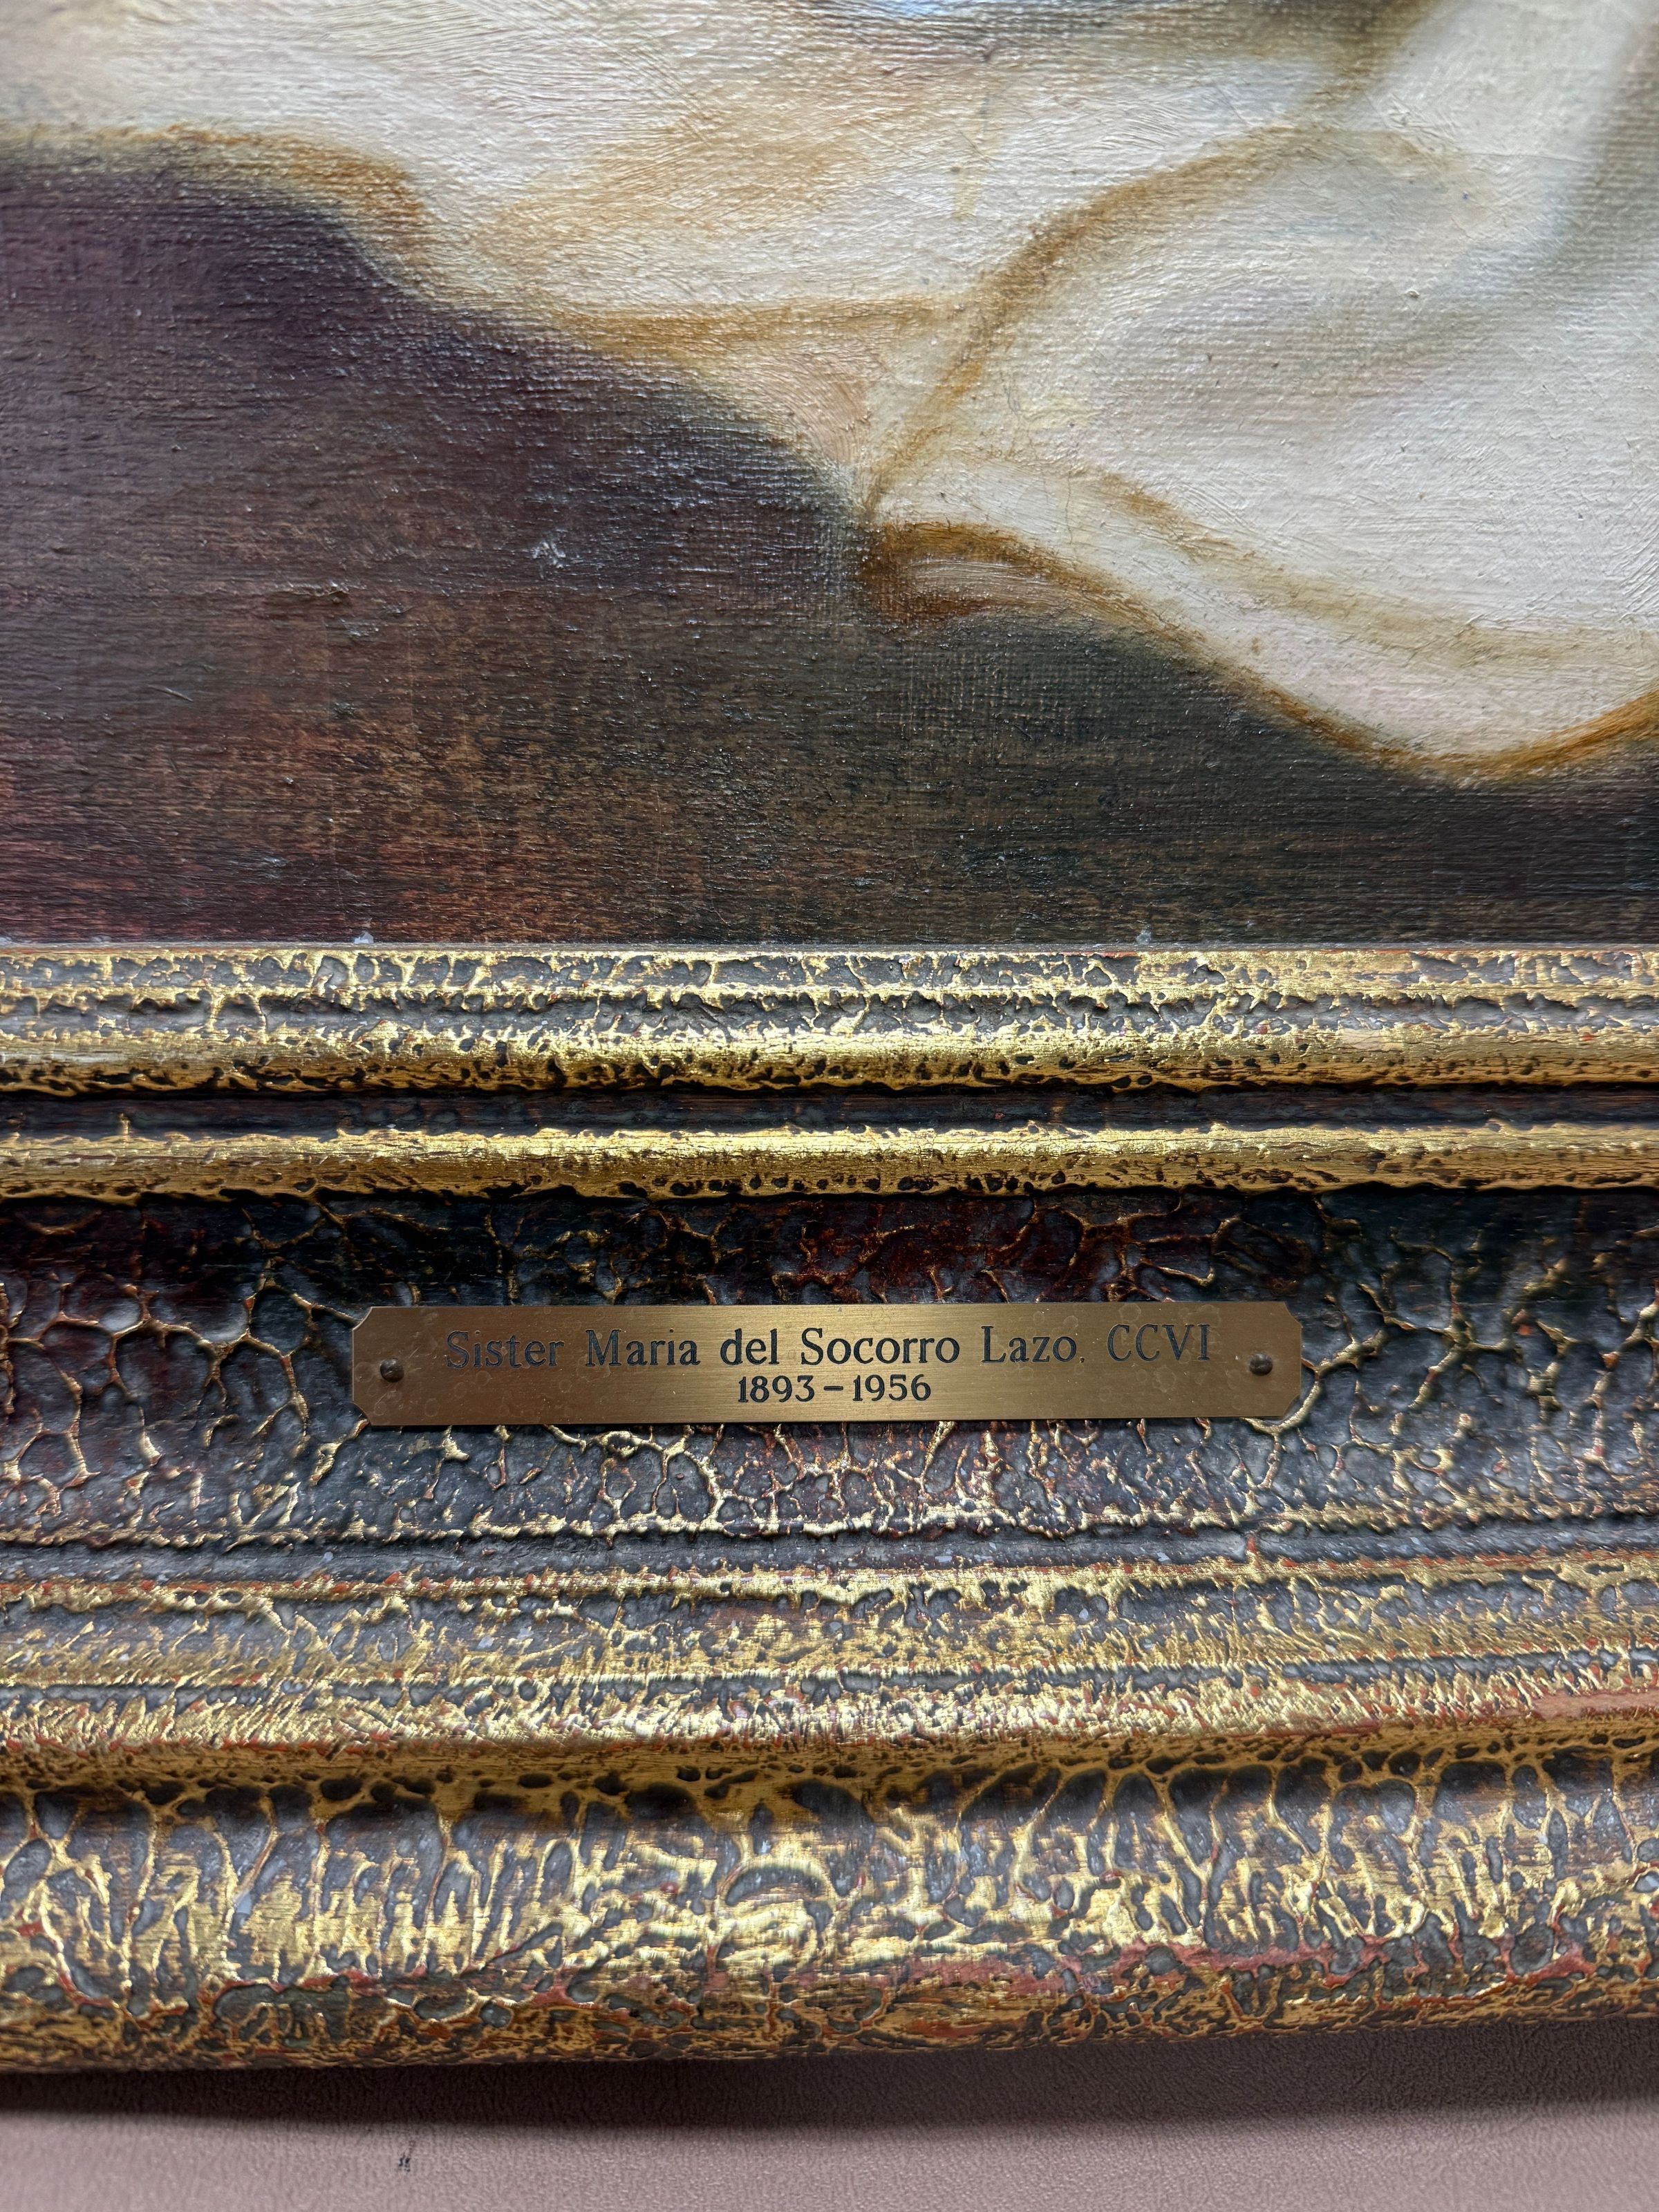 Sister Maria del Socorro Lazo, CCVI
1893-1956